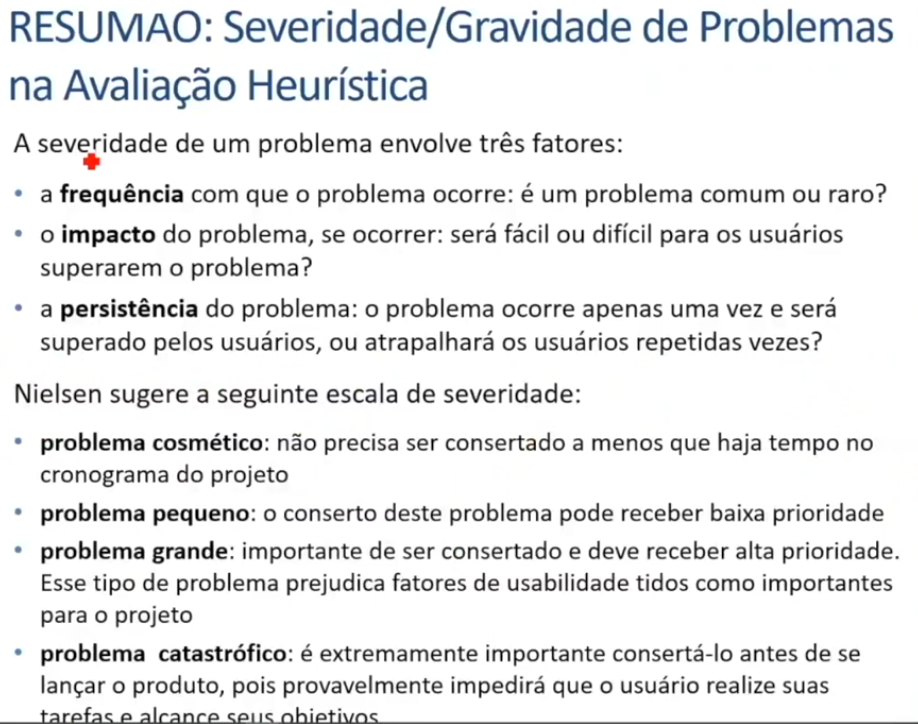 RESUMAO: Severidade/Gravidade de Problemas
na Avaliação Heurística
A severidade de um problema envolve três fatores:
• a frequência com que o problema ocorre: é um problema comum ou raro?
• o impacto do problema, se ocorrer: será fácil ou difícil para os usuários
superarem o problema?
• a persistência do problema: o problema ocorre apenas uma vez e será
superado pelos usuários, ou atrapalhará os usuários repetidas vezes?
Nielsen sugere a seguinte escala de severidade:
• problema cosmético: não precisa ser consertado a menos que haja tempo no
cronograma do projeto
• problema pequeno: o conserto deste problema pode receber baixa prioridade
• problema grande: importante de ser consertado e deve receber alta prioridade.
Esse tipo de problema prejudica fatores de usabilidade tidos como importantes
para o projeto
• problema catastrófico: é extremamente importante consertá-lo antes de se
lançar o produto, pois provavelmente impedirá que o usuário realize suas
tarefas e alcance seus objetivos